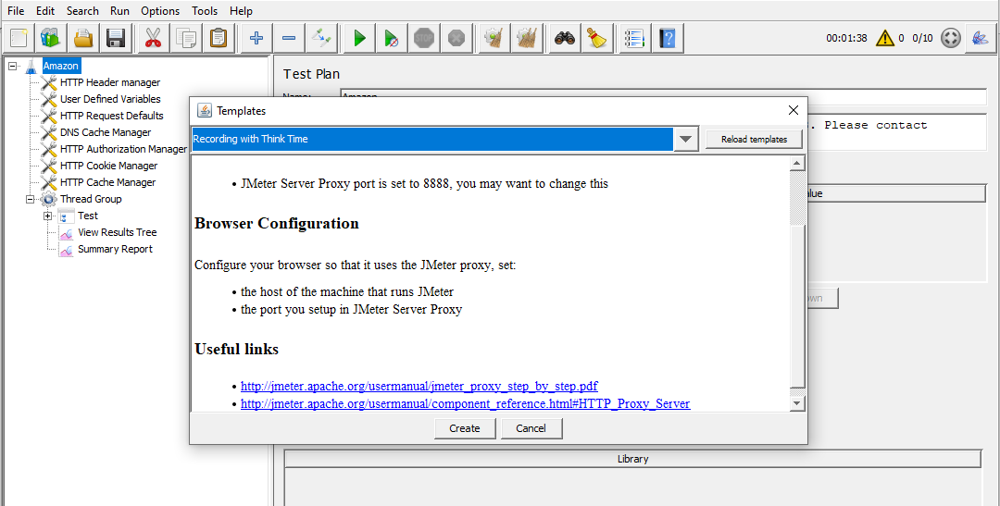 File Edit Search Run Options Tools Help
00:01:38 0 0/10
Amazon
HTTP Header manager
User Defined Variables
HTTP Request Defaults
DNS Cache Manager
HTTP Authorization Manager
HTTP Cookie Manager
HTTP Cache Manager
Thread Group
Test
View Results Tree
Summary Report
Test Plan
Name: Amazon
. Please contact
alue
own
Library
Templates
Recording with Think Time
Reload templates
• JMeter Server Proxy port is set to 8888, you may want to change this
Browser Configuration
Configure your browser so that it uses the JMeter proxy, set:
• the host of the machine that runs JMeter
• the port you setup in JMeter Server Proxy
Useful links
• http://jmeter.apache.org/usermanual/jmeter_proxy_step_by_step.pdf
• http://jmeter.apache.org/usermanual/component_reference.html#HTTP_Proxy_Server
Create Cancel